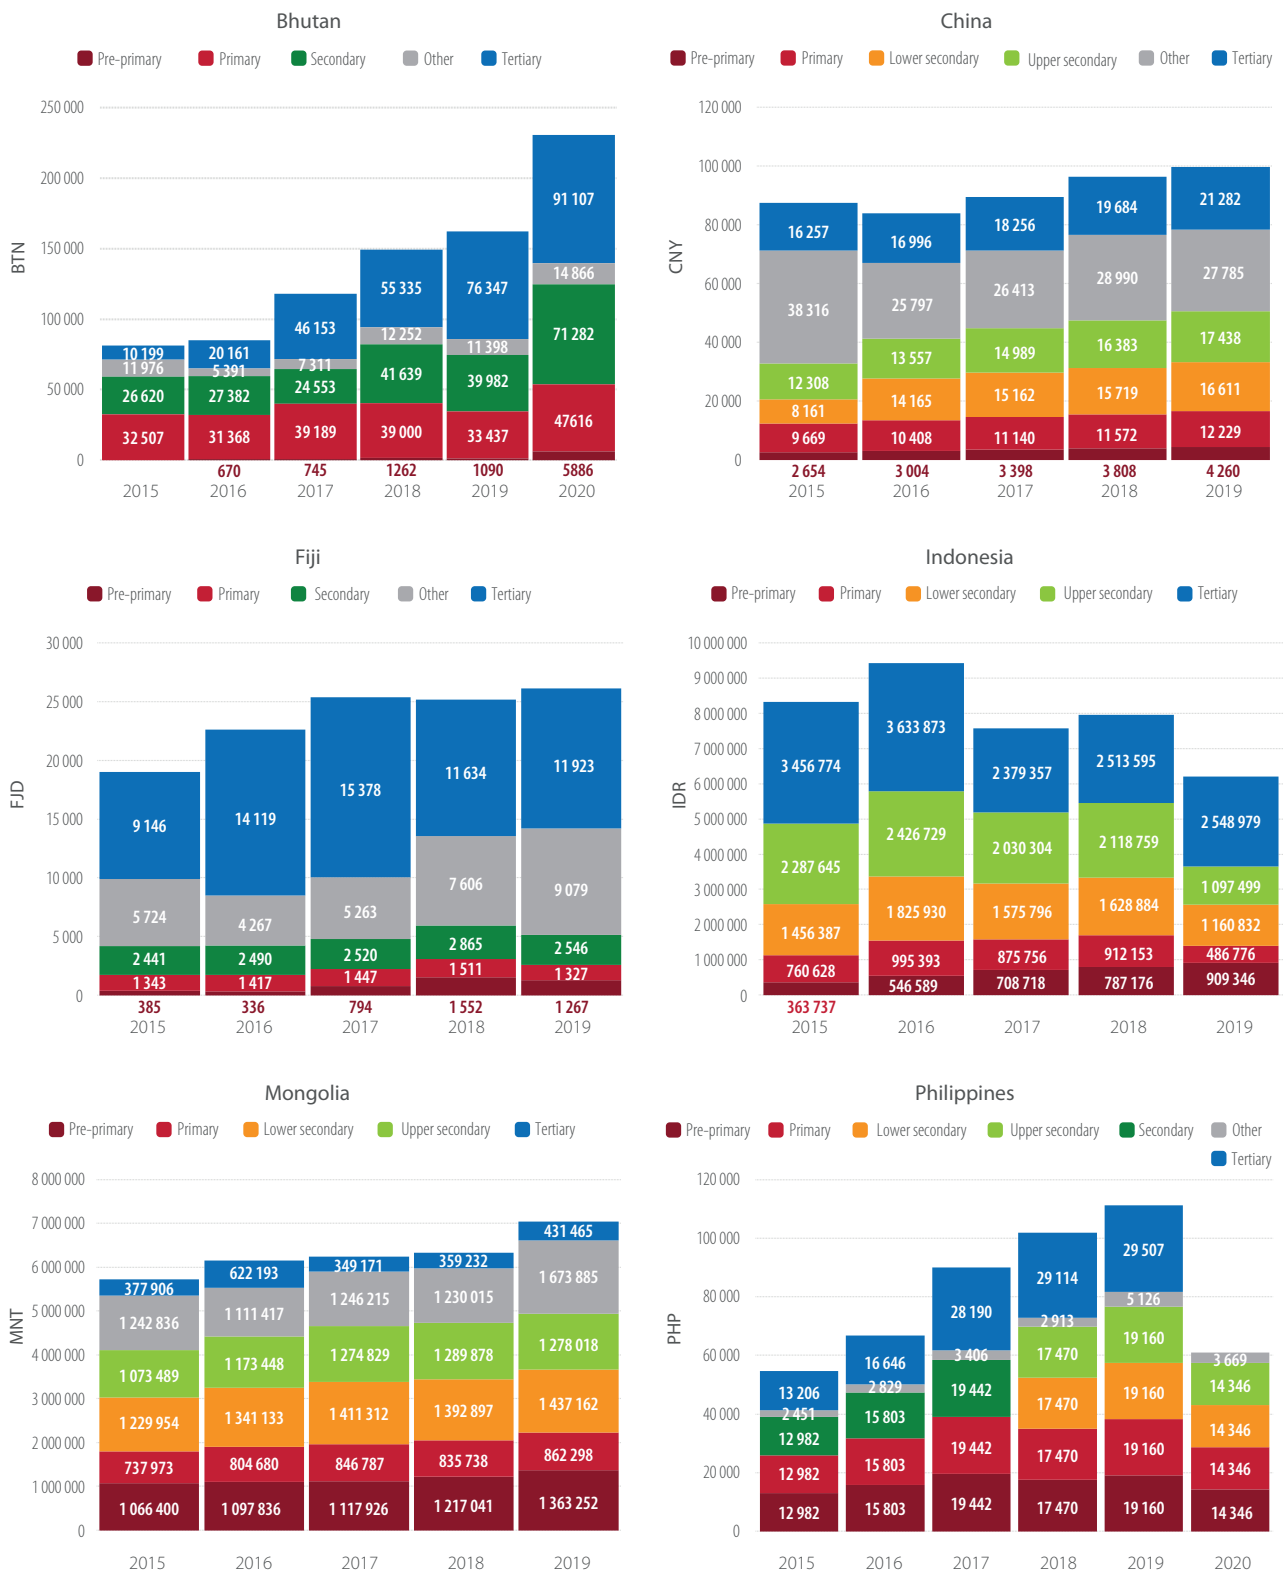 Bhutan
Pre-primary Primary Secondary Other Tertiary
250 000
200 000
150 000
100 000
50 000
0
BTN
10 199 20 161 46 153 55 335 76 347 91 107
11 976 5 391 7 311 12 252 11 398 14 866
26 620 27 382 24 553 41 639 39 982 71 282
32 507 31 368 39 189 39 000 33 437 47616
670 745 1262 1090 5886
2015 2016 2017 2018 2019 2020
China
Pre-primary Primary Lower secondary Upper secondary Other Tertiary
120 000
100 000
80 000
60 000
40 000
20 000
0
CNY
16 257 16 996 18 256 19 684 21 282
38 316 25 797 26 413 28 990 27 785
12 308 13 557 14 989 16 383 17 438
8 161 14 165 15 162 15 719 16 611
9 669 10 408 11 140 11 572 12 229
2 654 3 004 3 398 3 808 4 260
2015 2016 2017 2018 2019
Fiji
Pre-primary Primary Secondary Other Tertiary
30 000
25 000
20 000
15 000
10 000
5 000
0
FJD
9 146 14 119 15 378 11 634 11 923
5 724 4 267 5 263 7 606 9 079
2 441 2 490 2 520 2 865 2 546
1 343 1 417 1 447 1 511 1 327
385 336 794 1 552 1 267
2015 2016 2017 2018 2019
Indonesia
Pre-primary Primary Lower secondary Upper secondary Tertiary
10 000 000
9 000 000
8 000 000
7 000 000
6 000 000
5 000 000
4 000 000
3 000 000
2 000 000
1 000 000
0
IDR
3 456 774 3 633 873 2 379 357 2 513 595 2 548 979
2 287 645 2 426 729 2 030 304 2 118 759 1 097 499
1 456 387 1 825 930 1 575 796 1 628 884 1 160 832
760 628 995 393 875 756 912 153 486 776
363 737 546 589 708 718 787 176 909 346
2015 2016 2017 2018 2019
Mongolia
Pre-primary Primary Lower secondary Upper secondary Tertiary
8 000 000
7 000 000
6 000 000
5 000 000
4 000 000
3 000 000
2 000 000
1 000 000
0
MNT
377 906 622 193 349 171 359 232 431 465
1 242 836 1 111 417 1 246 215 1 230 015 1 673 885
1 073 489 1 173 448 1 274 829 1 289 878 1 278 018
1 229 954 1 341 133 1 411 312 1 392 897 1 437 162
737 973 804 680 846 787 835 738 862 298
1 066 400 1 097 836 1 117 926 1 217 041 1 363 252
2015 2016 2017 2018 2019
Philippines
Pre-primary Primary Lower secondary Upper secondary Secondary Other
Tertiary
120 000
100 000
80 000
60 000
40 000
20 000
0
PHP
13 206 16 646 28 190 29 114 29 507
2 451 2 829 3 406 2 913 5 126 3 669
12 982 15 803 19 442 17 470 19 160 14 346
17 470 19 160 14 346
12 982 15 803 19 442 17 470 19 160 14 346
12 982 15 803 19 442 17 470 19 160 14 346
2015 2016 2017 2018 2019 2020